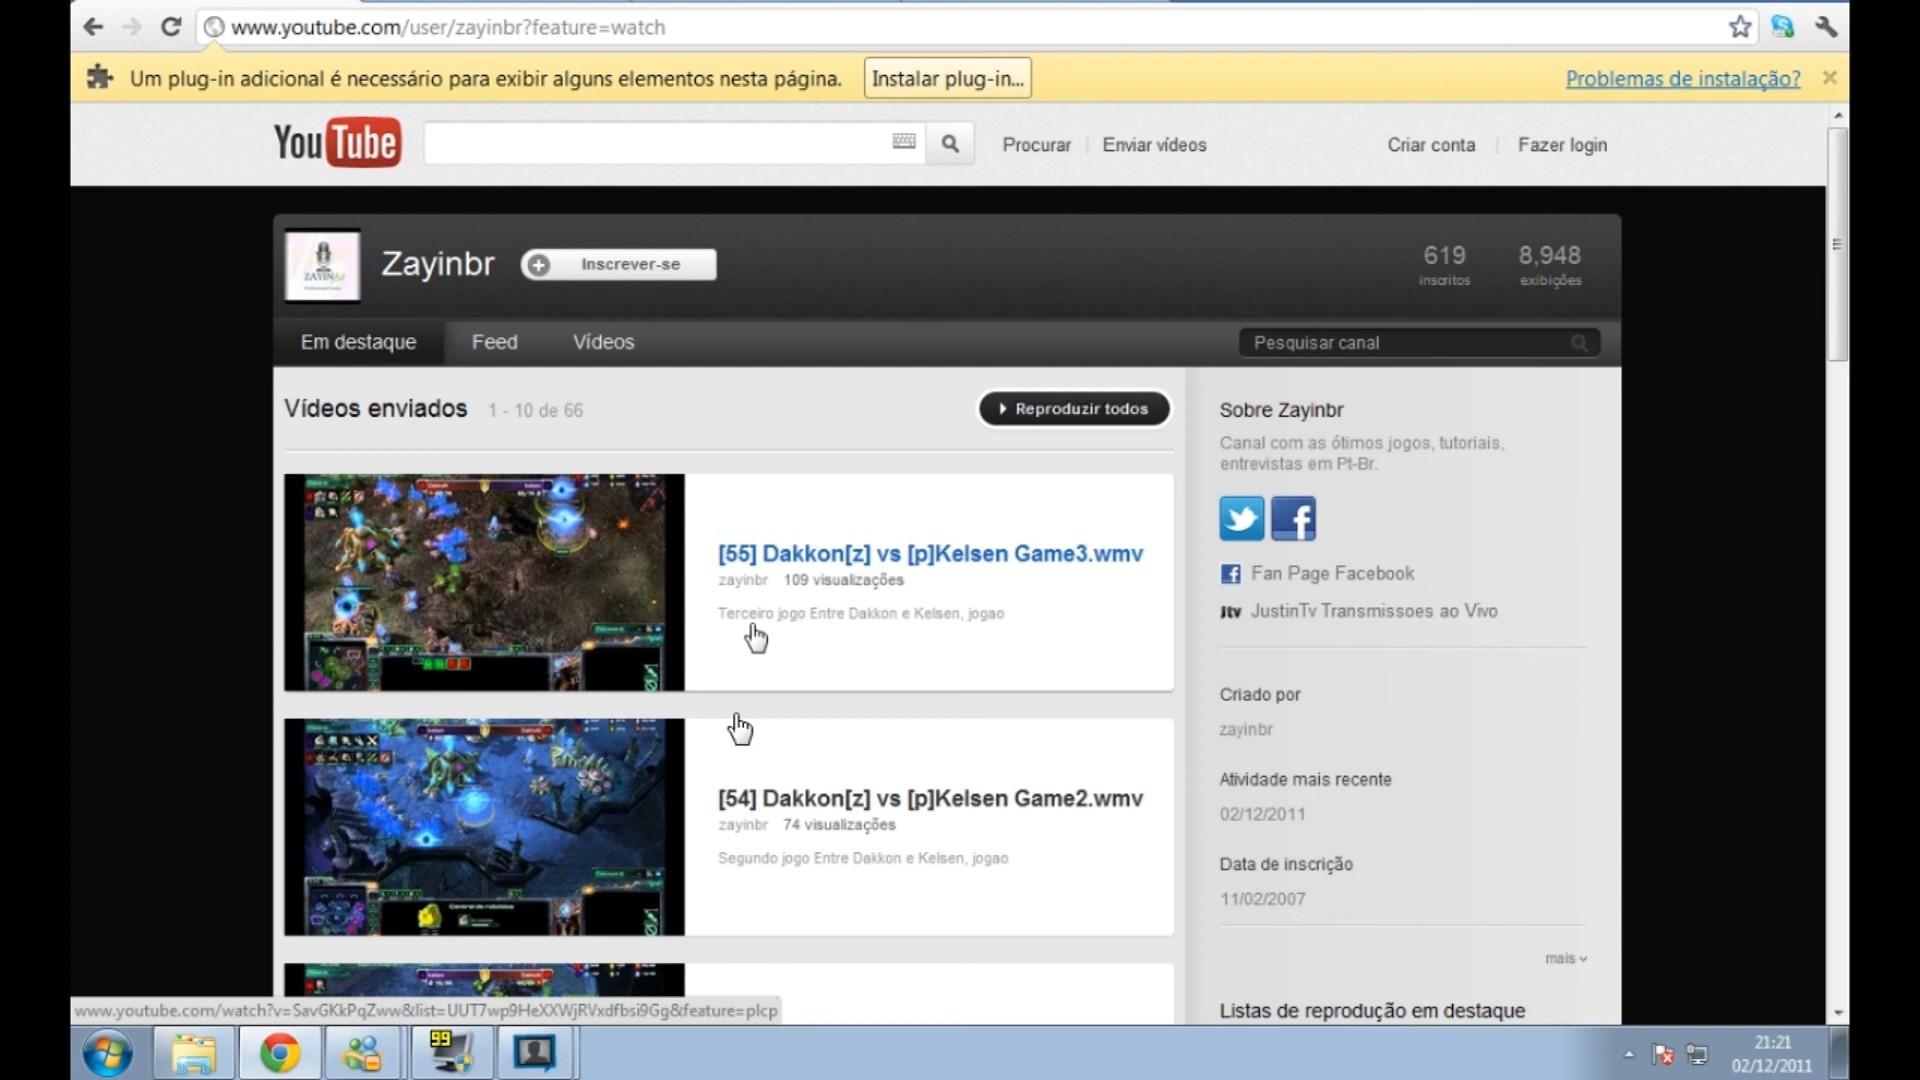 www.youtube.com/user/zayinbr?feature=watch
Um plug-in adicional é necessário para exibir alguns elementos nesta página.
Instalar plug-in...
Problemas de instalação?
YouTube
Procurar
Enviar vídeos
Criar conta
Fazer login
ZAYINbr
Zayinbr
Inscrever-se
619
inscritos
8,948
exibições
Em destaque
Feed
Vídeos
Pesquisar canal
Vídeos enviados 1 - 10 de 66
Reproduzir todos
[55] Dakkon[z] vs [p]Kelsen Game3.wmv
zayinbr 109 visualizações
Terceiro jogo Entre Dakkon e Kelsen, jogao
[54] Dakkon[z] vs [p]Kelsen Game2.wmv
zayinbr 74 visualizações
Segundo jogo Entre Dakkon e Kelsen, jogao
Sobre Zayinbr
Canal com as ótimos jogos, tutoriais,
entrevistas em Pt-Br.
Fan Page Facebook
jtv JustinTv Transmissoes ao Vivo
Criado por
zayinbr
Atividade mais recente
02/12/2011
Data de inscrição
11/02/2007
mais
Listas de reprodução em destaque
www.youtube.com/watch?v=SavGKkPqZww&list=UUT7wp9HeXXWjRVxdfbsi9Gg&feature=plcp
99
21:21
02/12/2011